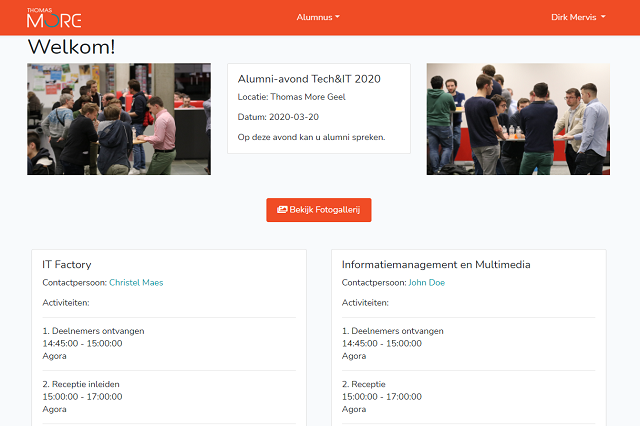 THOMAS
MORE
Alumnus
Dirk Mervis
Welkom!
Alumni-avond Tech&IT 2020
Locatie: Thomas More Geel
Datum: 2020-03-20
Op deze avond kan u alumni spreken.
Bekijk Fotogallerij
IT Factory
Contactpersoon: Christel Maes
Activiteiten:
1. Deelnemers ontvangen
14:45:00 - 15:00:00
Agora
2. Receptie inleiden
15:00:00 - 17:00:00
Agora
Informatiemanagement en Multimedia
Contactpersoon: John Doe
Activiteiten:
1. Deelnemers ontvangen
14:45:00 - 15:00:00
Agora
2. Receptie
15:00:00 - 17:00:00
Agora